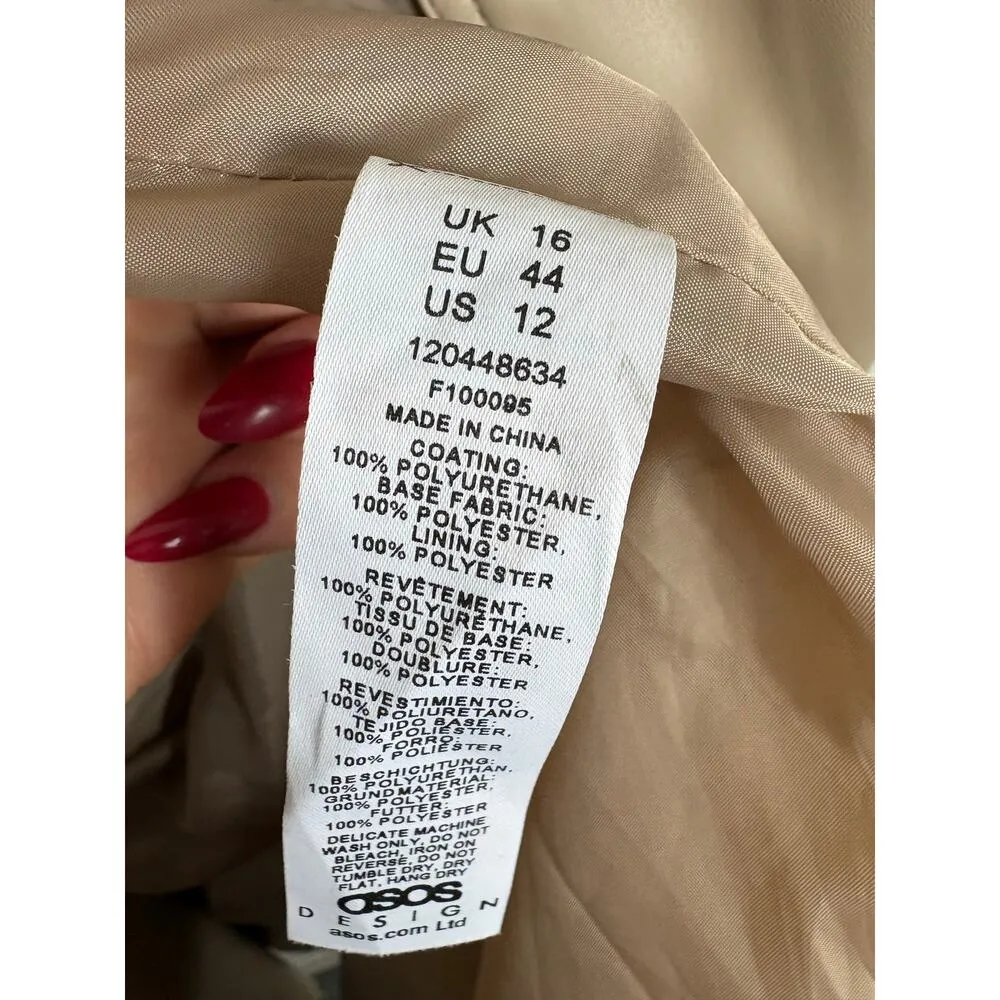 UK 16
EU 44
US 12
120448634
F100095
MADE IN CHINA
COATING:
100% POLYURETHANE,
BASE FABRIC:
100% POLYESTER,
LINING:
100% POLYESTER
REVÊTEMENT:
100% POLYURÉTHANE,
TISSU DE BASE:
100% POLYESTER,
DOUBLURE:
100% POLYESTER
REVESTIMIENTO:
100% POLIURETANO,
TEJIDO BASE:
100% POLIÉSTER,
FORRO:
100% POLIÉSTER
BESCHICHTUNG:
100% POLYURETHAN,
GRUNDMATERIAL:
100% POLYESTER,
FUTTER:
100% POLYESTER
DELICATE MACHINE
WASH ONLY, DO NOT
BLEACH, IRON ON
REVERSE, DO NOT
TUMBLE DRY, DRY
FLAT, HANG DRY
asos
DESIGN
asos.com Ltd